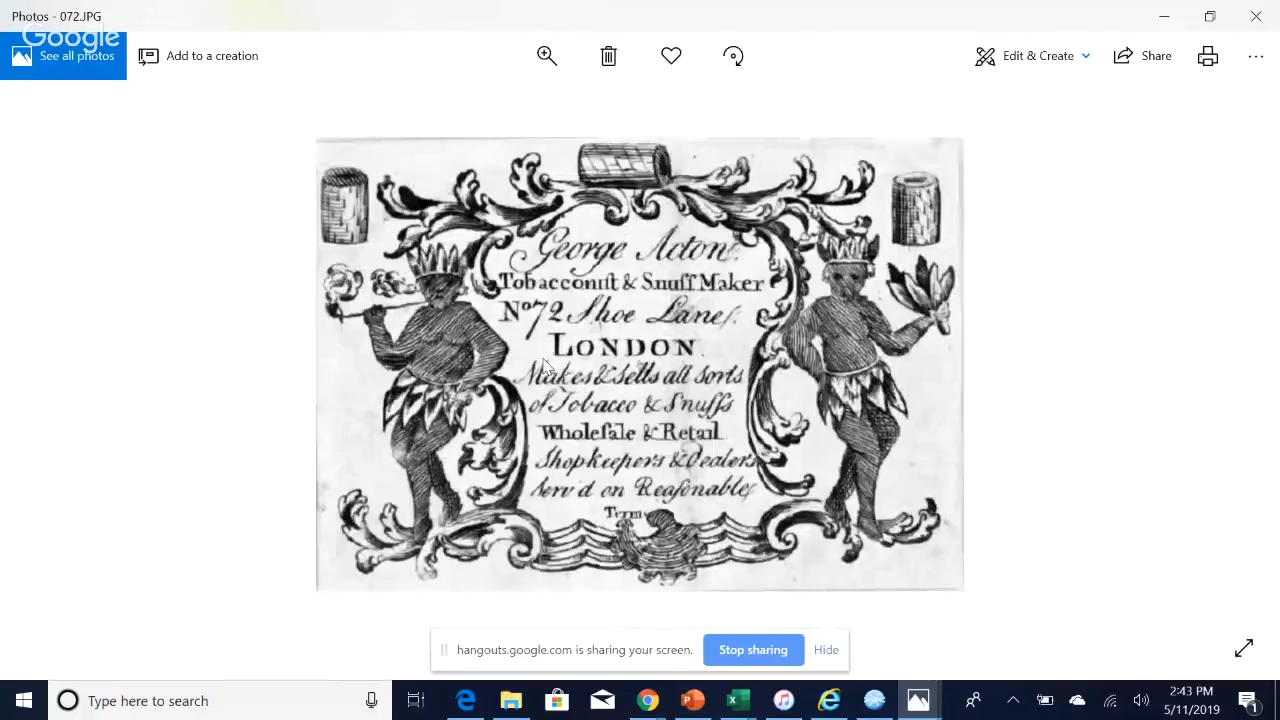 Photos - 072.JPG
Google
See all photos
Add to a creation
Edit & Create
Share
George Acton.
Tobacconiſt & Snuff Maker
No 72 Shoe Lane.
LONDON.
Makes & Sells all Sorts
of Tobacco & Snuffs
Wholeſale & Retail
Shopkeepers & Dealers
Serv'd on Reaſonable
Terms
hangouts.google.com is sharing your screen.
Stop sharing
Hide
Type here to search
2:43 PM
5/11/2019
1